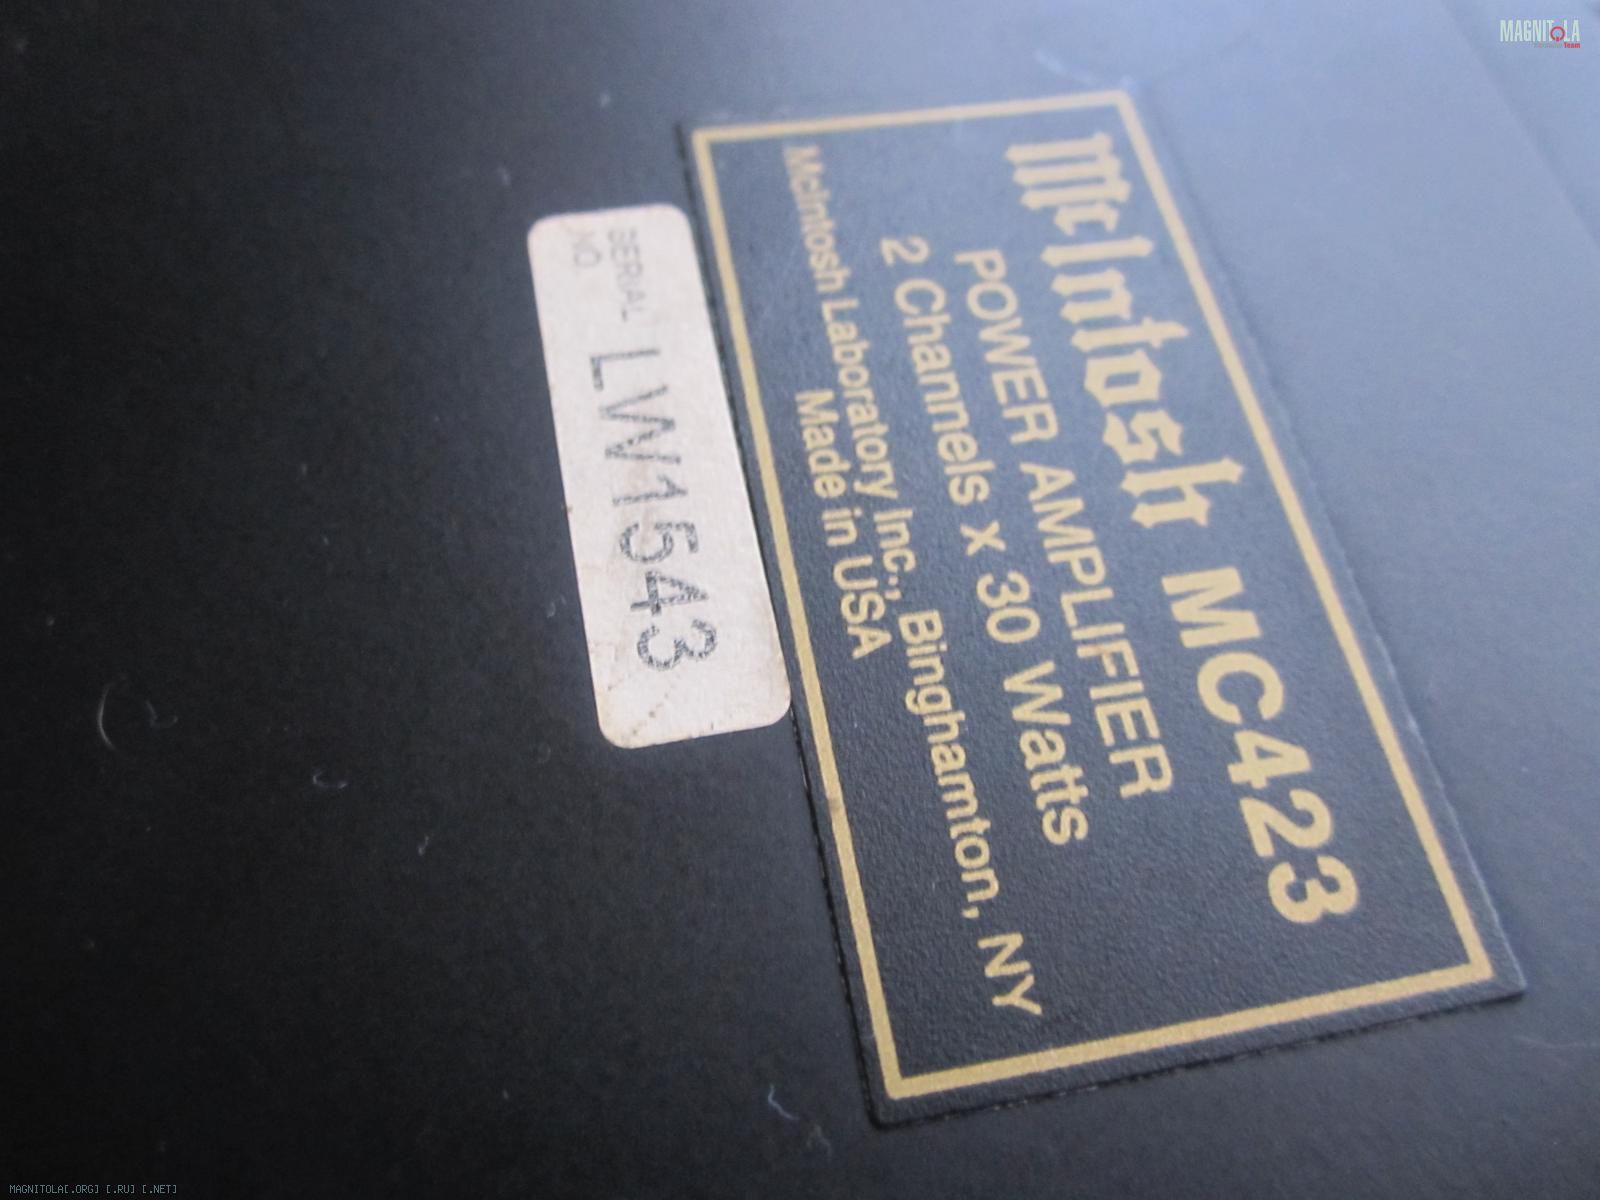 McIntosh MC423
POWER AMPLIFIER
2 Channels x 30 Watts
McIntosh Laboratory Inc., Binghamton, NY
Made in USA
SERIAL
NO.
LW1543
MAGNITOLA
Team
MAGNITOLA[.ORG] [.RU] [.NET]